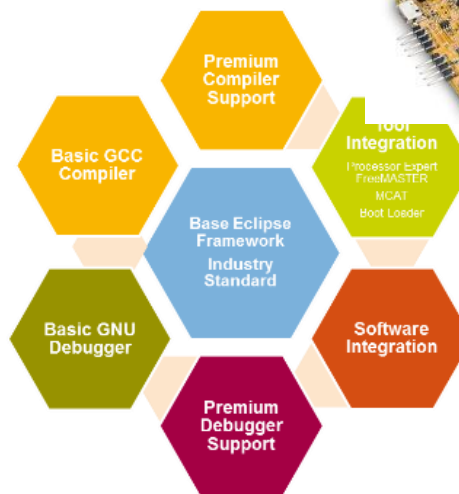 Premium
Compiler
Support
Basic GCC
Compiler
Tool
Integration
Processor Expert
FreeMASTER
MCAT
Boot Loader
Base Eclipse
Framework
Industry
Standard
Basic GNU
Debugger
Software
Integration
Premium
Debugger
Support